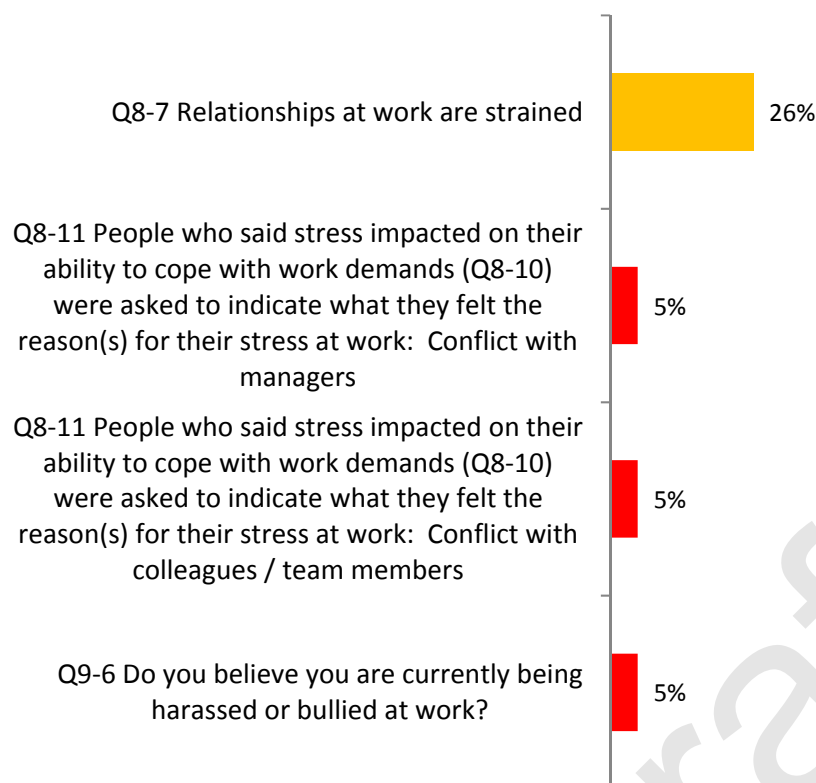 Q8-7 Relationships at work are strained
26%
Q8-11 People who said stress impacted on their
ability to cope with work demands (Q8-10)
were asked to indicate what they felt the
reason(s) for their stress at work:  Conflict with
managers
5%
Q8-11 People who said stress impacted on their
ability to cope with work demands (Q8-10)
were asked to indicate what they felt the
reason(s) for their stress at work:  Conflict with
colleagues / team members
5%
Q9-6 Do you believe you are currently being
harassed or bullied at work?
5%